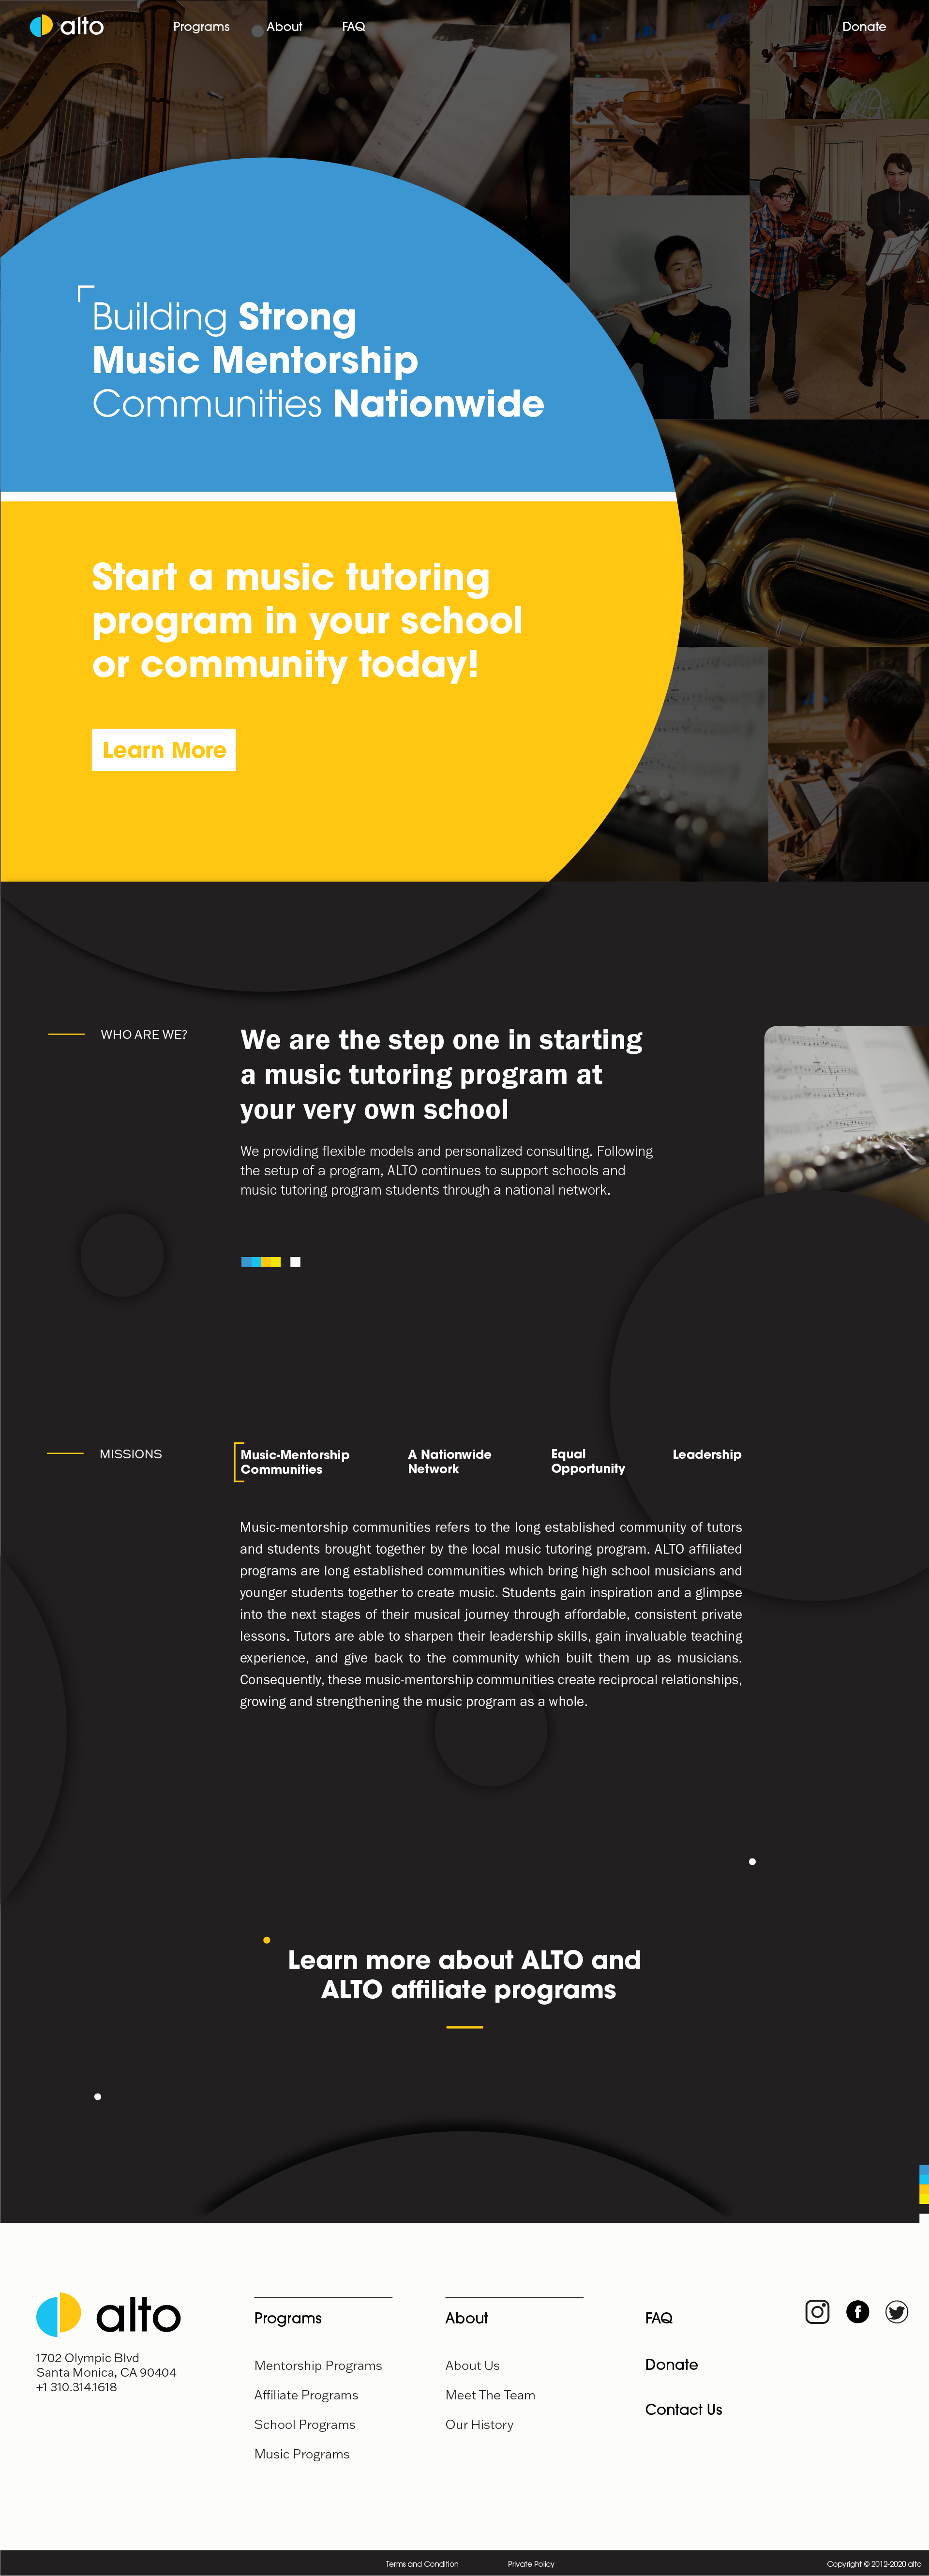 alto
Programs
About
FAQ
Donate
Building Strong
Music Mentorship
Communities Nationwide
Start a music tutoring
program in your school
or community today!
Learn More
WHO ARE WE?
We are the step one in starting
a music tutoring program at
your very own school
We providing flexible models and personalized consulting. Following
the setup of a program, ALTO continues to support schools and
music tutoring program students through a national network.
MISSIONS
Music-Mentorship
Communities
A Nationwide
Network
Equal
Opportunity
Leadership
Music-mentorship communities refers to the long established community of tutors
and students brought together by the local music tutoring program. ALTO affiliated
programs are long established communities which bring high school musicians and
younger students together to create music. Students gain inspiration and a glimpse
into the next stages of their musical journey through affordable, consistent private
lessons. Tutors are able to sharpen their leadership skills, gain invaluable teaching
experience, and give back to the community which built them up as musicians.
Consequently, these music-mentorship communities create reciprocal relationships,
growing and strengthening the music program as a whole.
Learn more about ALTO and
ALTO affiliate programs
alto
1702 Olympic Blvd
Santa Monica, CA 90404
+1 310.314.1618
Programs
Mentorship Programs
Affiliate Programs
School Programs
Music Programs
About
About Us
Meet The Team
Our History
FAQ
Donate
Contact Us
Terms and Condition
Private Policy
Copyright © 2012-2020 alto